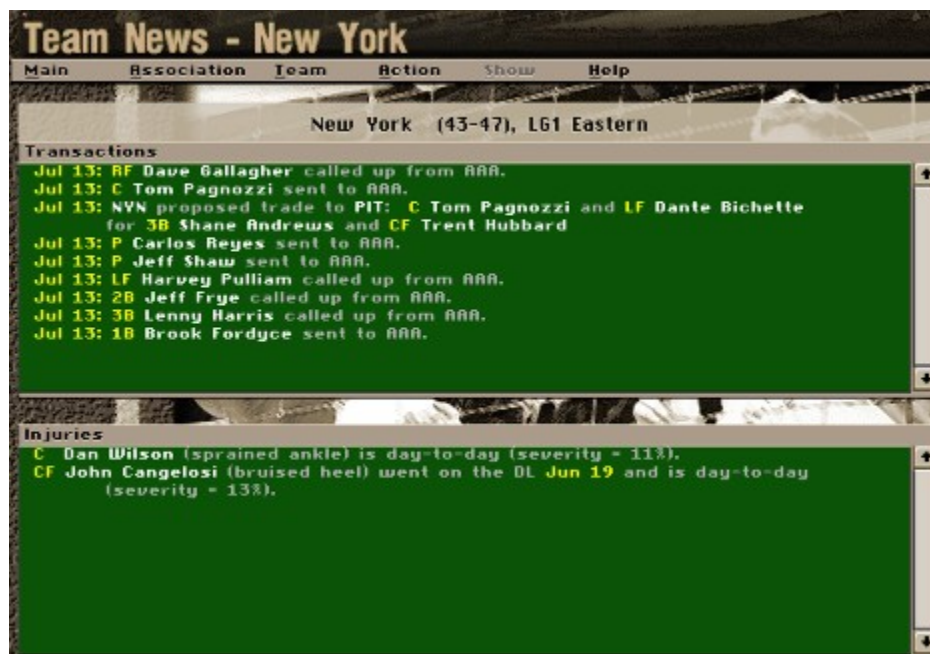 Team News - New York
Main Association Team Action Show Help
New York (43-47), LG1 Eastern
Transactions
Jul 13: RF Dave Gallagher called up from AAA.
Jul 13: C Tom Pagnozzi sent to AAA.
Jul 13: NYN proposed trade to PIT: C Tom Pagnozzi and LF Dante Bichette
for 3B Shane Andrews and CF Trent Hubbard
Jul 13: P Carlos Reyes sent to AAA.
Jul 13: P Jeff Shaw sent to AAA.
Jul 13: LF Harvey Pulliam called up from AAA.
Jul 13: 2B Jeff Frye called up from AAA.
Jul 13: 3B Lenny Harris called up from AAA.
Jul 13: 1B Brook Fordyce sent to AAA.
Injuries
C Dan Wilson (sprained ankle) is day-to-day (severity = 11%).
CF John Cangelosi (bruised heel) went on the DL Jun 19 and is day-to-day
(severity = 13%).